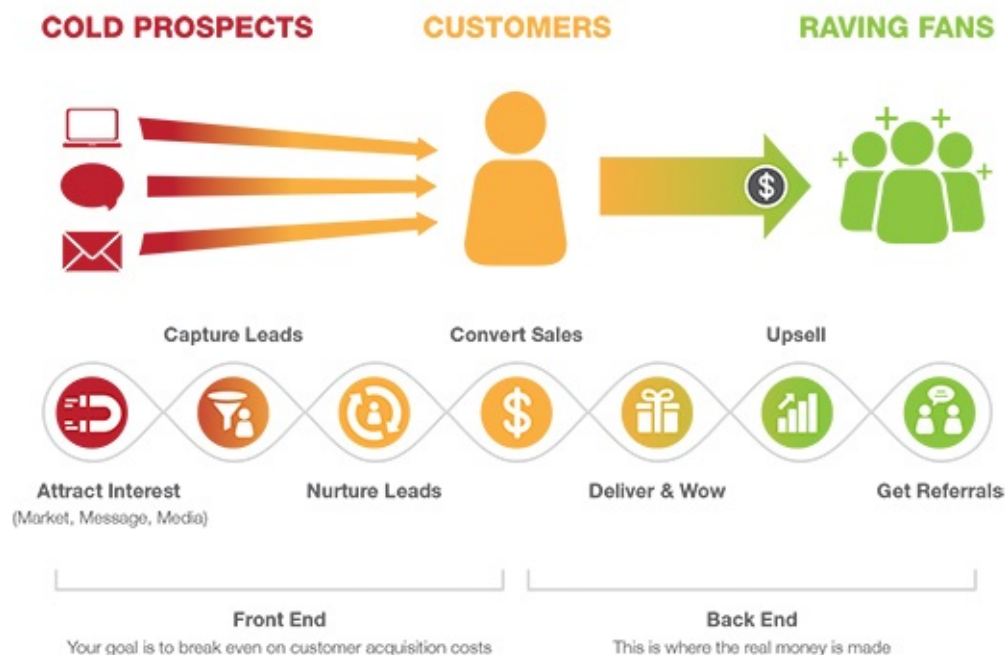 COLD PROSPECTS
CUSTOMERS
RAVING FANS
$
Capture Leads
Convert Sales
Upsell
$
Attract Interest
(Market, Message, Media)
Nurture Leads
Deliver & Wow
Get Referrals
Front End
Your goal is to break even on customer acquisition costs
Back End
This is where the real money is made